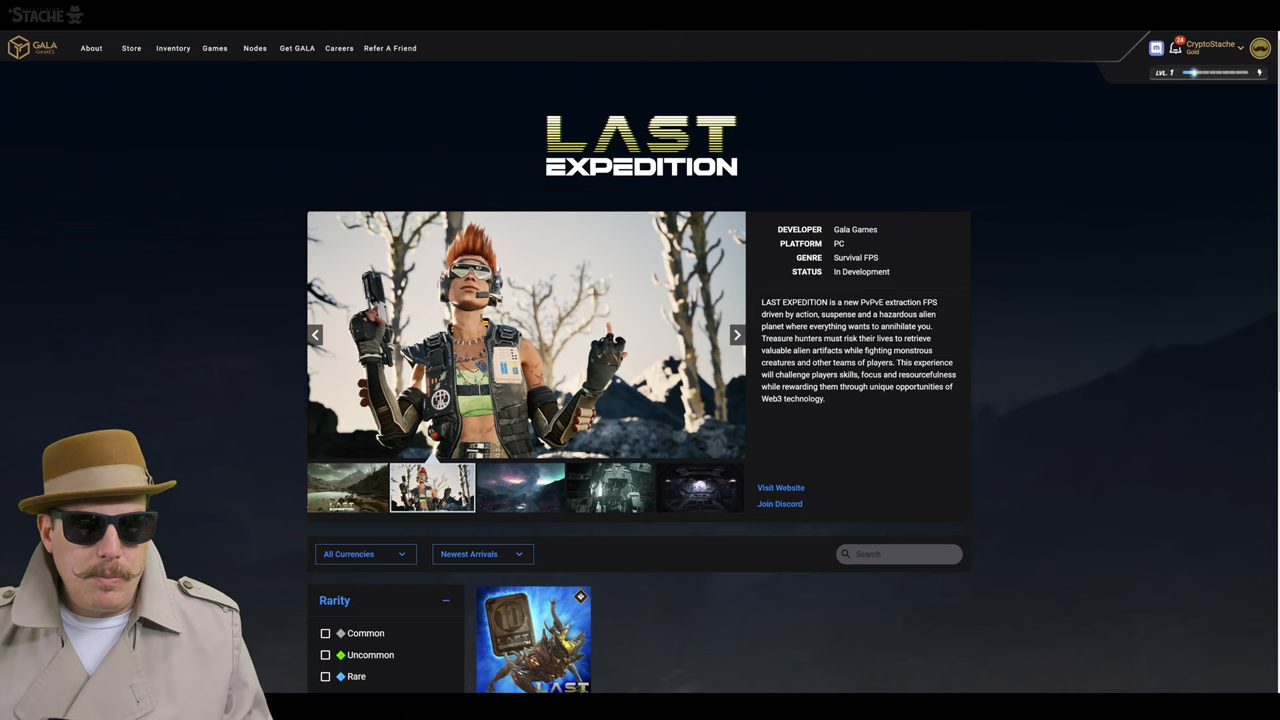 STACHE
GALA
GAMES
About
Store
Inventory
Games
Nodes
Get GALA
Careers
Refer A Friend
24
CryptoStache
Gold
LVL. 1
LAST
EXPEDITION
DEVELOPER Gala Games
PLATFORM PC
GENRE Survival FPS
STATUS In Development
LAST EXPEDITION is a new PvPvE extraction FPS
driven by action, suspense and a hazardous alien
planet where everything wants to annihilate you.
Treasure hunters must risk their lives to retrieve
valuable alien artifacts while fighting monstrous
creatures and other teams of players. This experience
will challenge players skills, focus and resourcefulness
while rewarding them through unique opportunities of
Web3 technology.
Visit Website
Join Discord
All Currencies
Newest Arrivals
Search
Rarity
Common
Uncommon
Rare
10
LAST
LAST